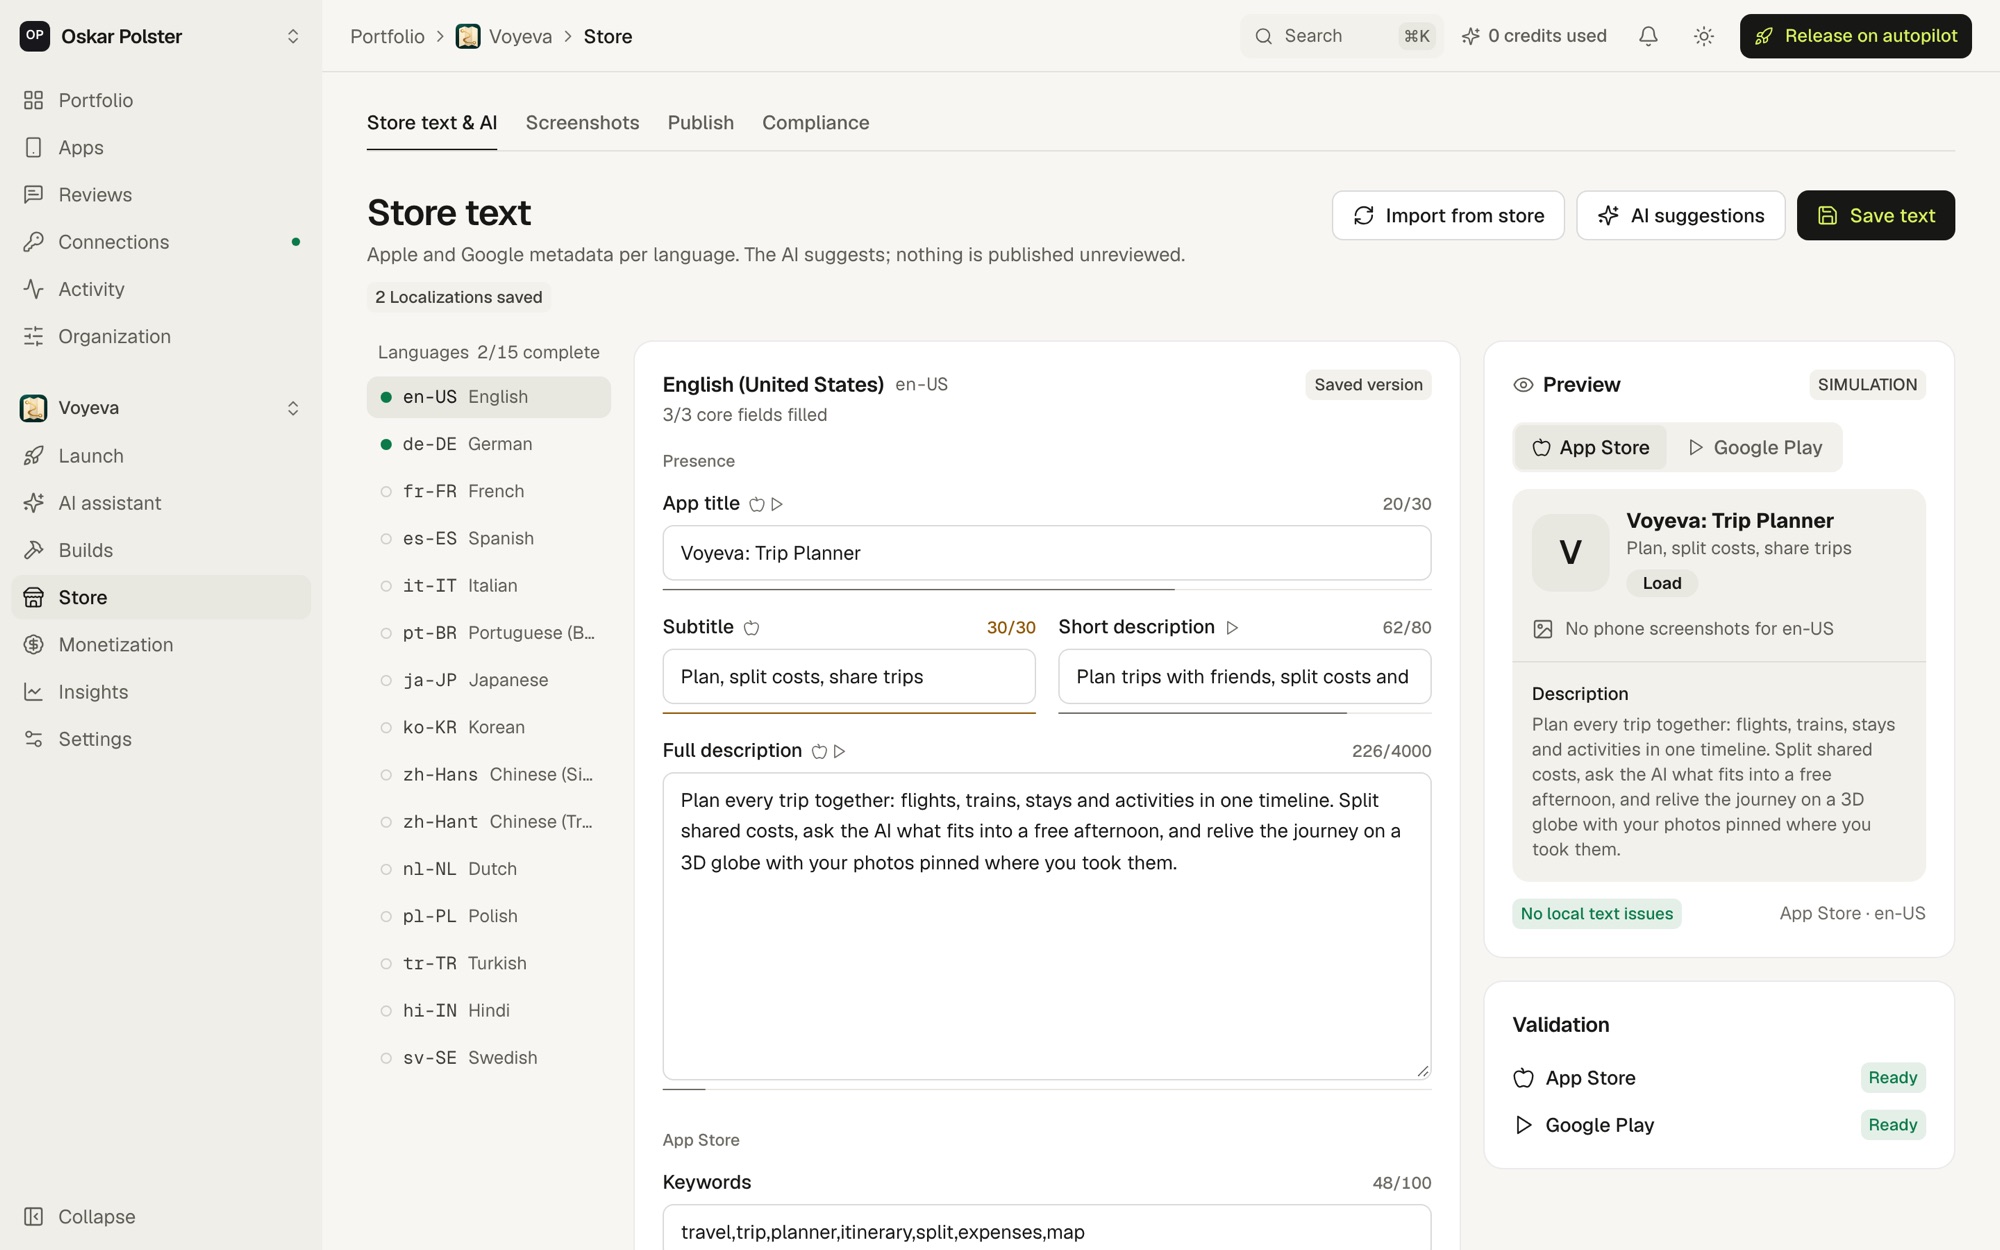 OP Oskar Polster
Portfolio
Apps
Reviews
Connections
Activity
Organization
Voyeva
Launch
AI assistant
Builds
Store
Monetization
Insights
Settings
Collapse
Portfolio > Voyeva > Store
Search ⌘K
0 credits used
Release on autopilot
Store text & AI
Screenshots
Publish
Compliance
Store text
Apple and Google metadata per language. The AI suggests; nothing is published unreviewed.
2 Localizations saved
Import from store
AI suggestions
Save text
Languages 2/15 complete
en-US English
de-DE German
fr-FR French
es-ES Spanish
it-IT Italian
pt-BR Portuguese (B...
ja-JP Japanese
ko-KR Korean
zh-Hans Chinese (Si...
zh-Hant Chinese (Tr...
nl-NL Dutch
pl-PL Polish
tr-TR Turkish
hi-IN Hindi
sv-SE Swedish
English (United States) en-US
Saved version
3/3 core fields filled
Presence
App title 20/30
Voyeva: Trip Planner
Subtitle 30/30
Plan, split costs, share trips
Short description 62/80
Plan trips with friends, split costs and
Full description 226/4000
Plan every trip together: flights, trains, stays and activities in one timeline. Split
shared costs, ask the AI what fits into a free afternoon, and relive the journey on a
3D globe with your photos pinned where you took them.
App Store
Keywords 48/100
travel,trip,planner,itinerary,split,expenses,map
Preview
SIMULATION
App Store
Google Play
V
Voyeva: Trip Planner
Plan, split costs, share trips
Load
No phone screenshots for en-US
Description
Plan every trip together: flights, trains, stays
and activities in one timeline. Split shared
costs, ask the AI what fits into a free
afternoon, and relive the journey on a 3D
globe with your photos pinned where you
took them.
No local text issues
App Store · en-US
Validation
App Store Ready
Google Play Ready